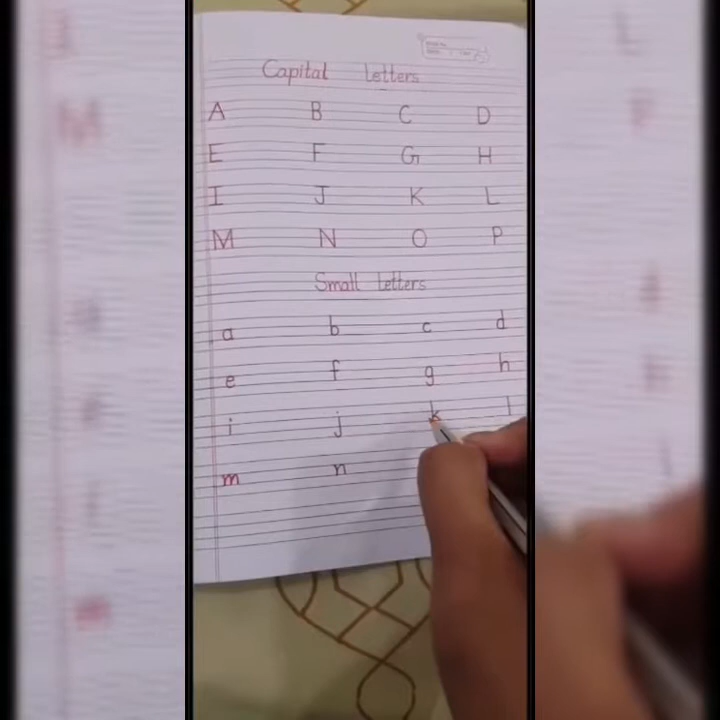 Capital letters
A B C D
E F G H
I J K L
M N O P
Small letters
a b c d
e f g h
i j k l
m n